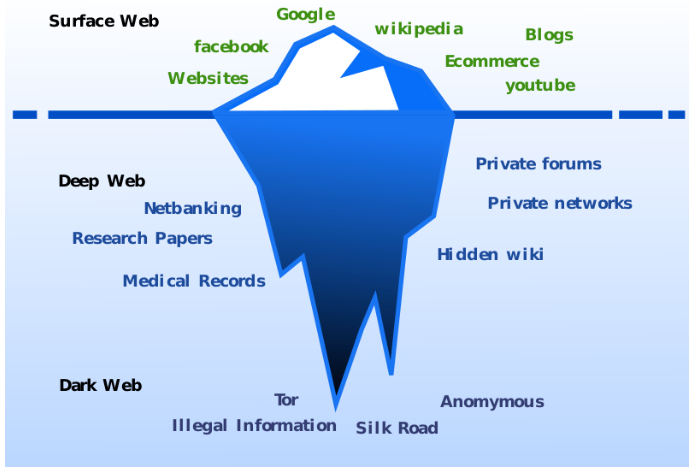 Surface Web
Google
wikipedia
Blogs
facebook
Ecommerce
Websites
youtube
Deep Web
Private forums
Netbanking
Private networks
Research Papers
Hidden wiki
Medical Records
Dark Web
Tor
Anomymous
Illegal Information
Silk Road